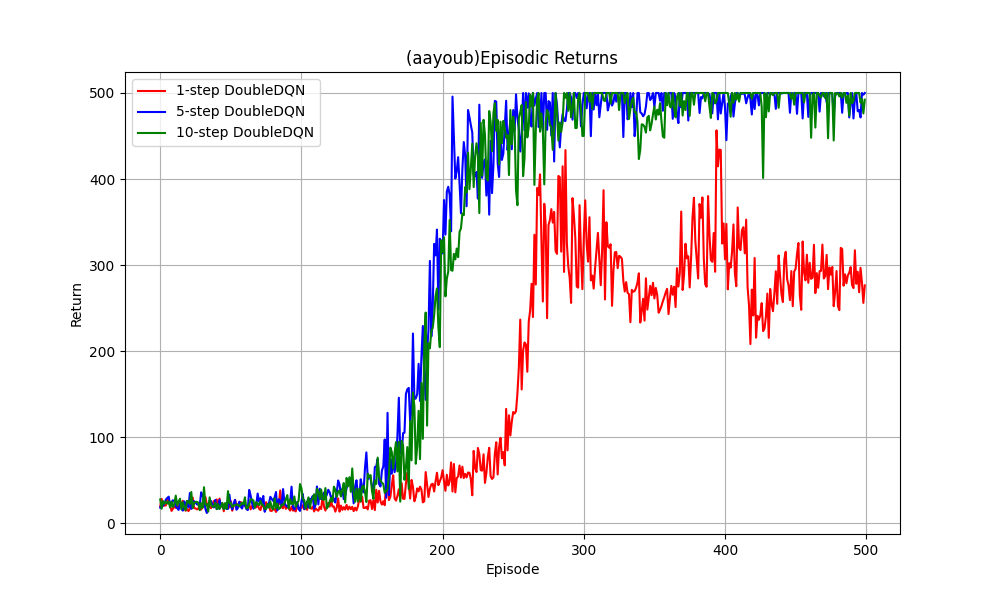 (aayoub)Episodic Returns
1-step DoubleDQN
5-step DoubleDQN
10-step DoubleDQN
500
400
300
200
100
0
Return
0 100 200 300 400 500
Episode